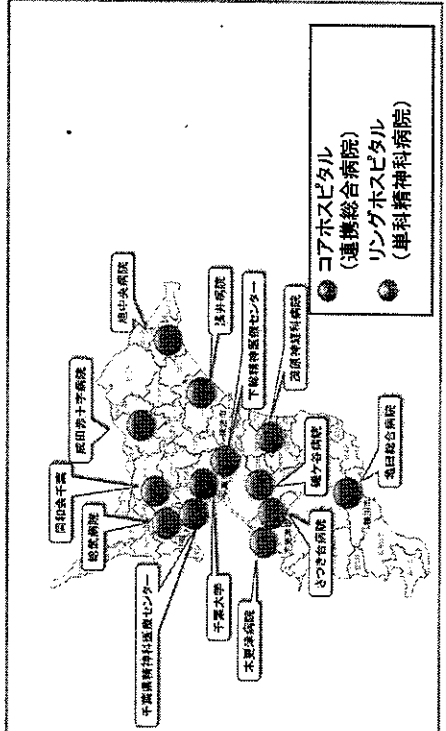 旭中央病院
成田赤十字病院
浅井病院
同和会千葉
下総精神医療センター
総武病院
茂原神経科病院
千葉県精神科医療センター
千葉大学
磯ケ谷病院
さつき台病院
木更津病院
亀田総合病院
コアホスピタル
(連携総合病院)
リングホスピタル
(単科精神科病院)